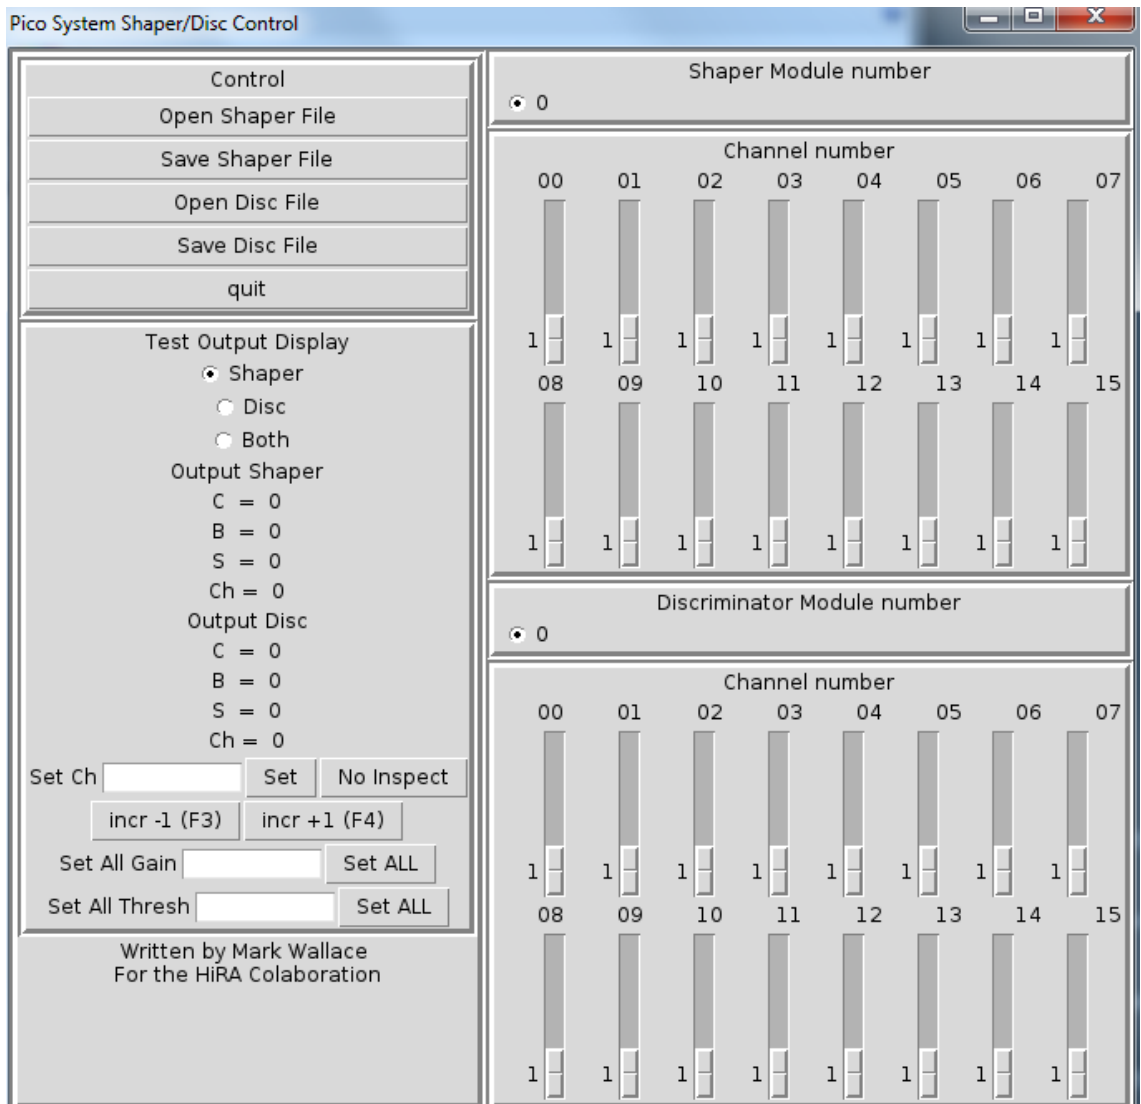 Pico System Shaper/Disc Control
Control
Open Shaper File
Save Shaper File
Open Disc File
Save Disc File
quit
Test Output Display
Shaper
Disc
Both
Output Shaper
C = 0
B = 0
S = 0
Ch = 0
Output Disc
C = 0
B = 0
S = 0
Ch = 0
Set Ch Set No Inspect
incr -1 (F3) incr +1 (F4)
Set All Gain Set ALL
Set All Thresh Set ALL
Written by Mark Wallace
For the HiRA Colaboration
Shaper Module number
0
Channel number
00 01 02 03 04 05 06 07
1 1 1 1 1 1 1 1
08 09 10 11 12 13 14 15
1 1 1 1 1 1 1 1
Discriminator Module number
0
Channel number
00 01 02 03 04 05 06 07
1 1 1 1 1 1 1 1
08 09 10 11 12 13 14 15
1 1 1 1 1 1 1 1